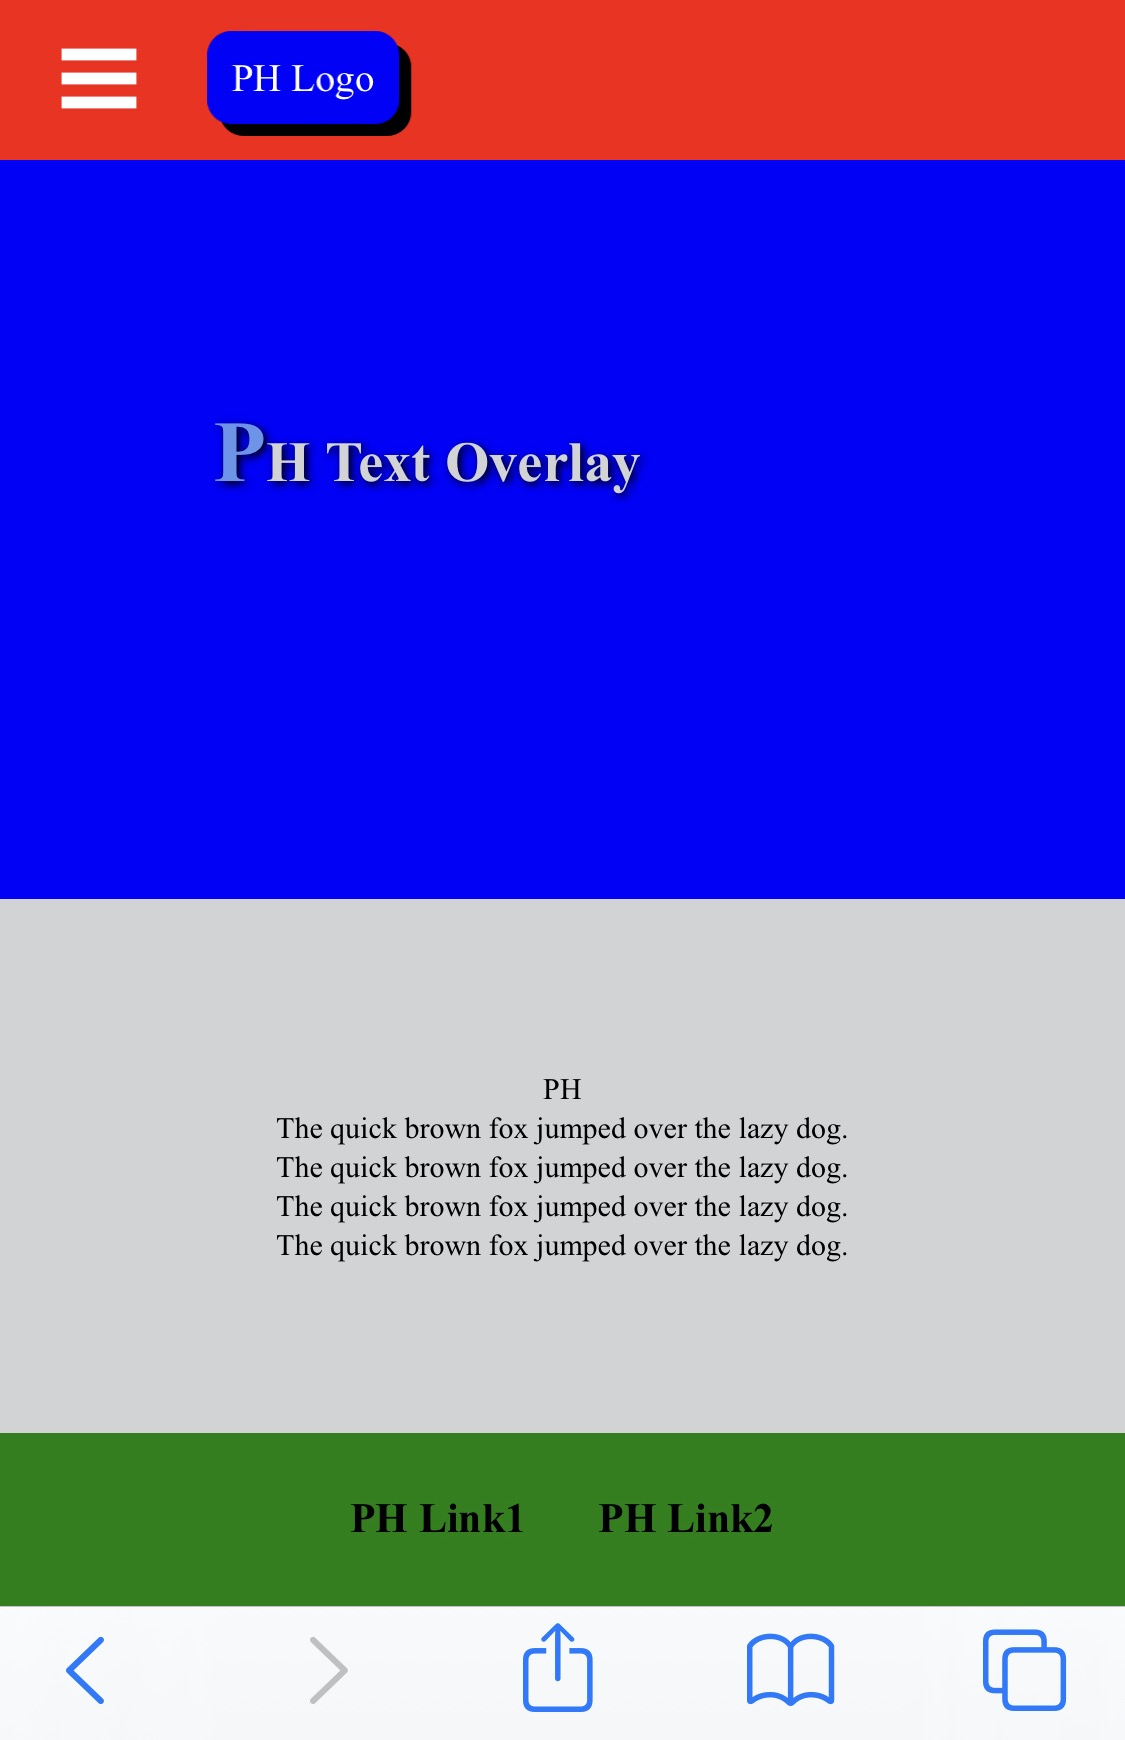 PH Logo
PH Text Overlay
PH
The quick brown fox jumped over the lazy dog.
The quick brown fox jumped over the lazy dog.
The quick brown fox jumped over the lazy dog.
The quick brown fox jumped over the lazy dog.
PH Link1 PH Link2